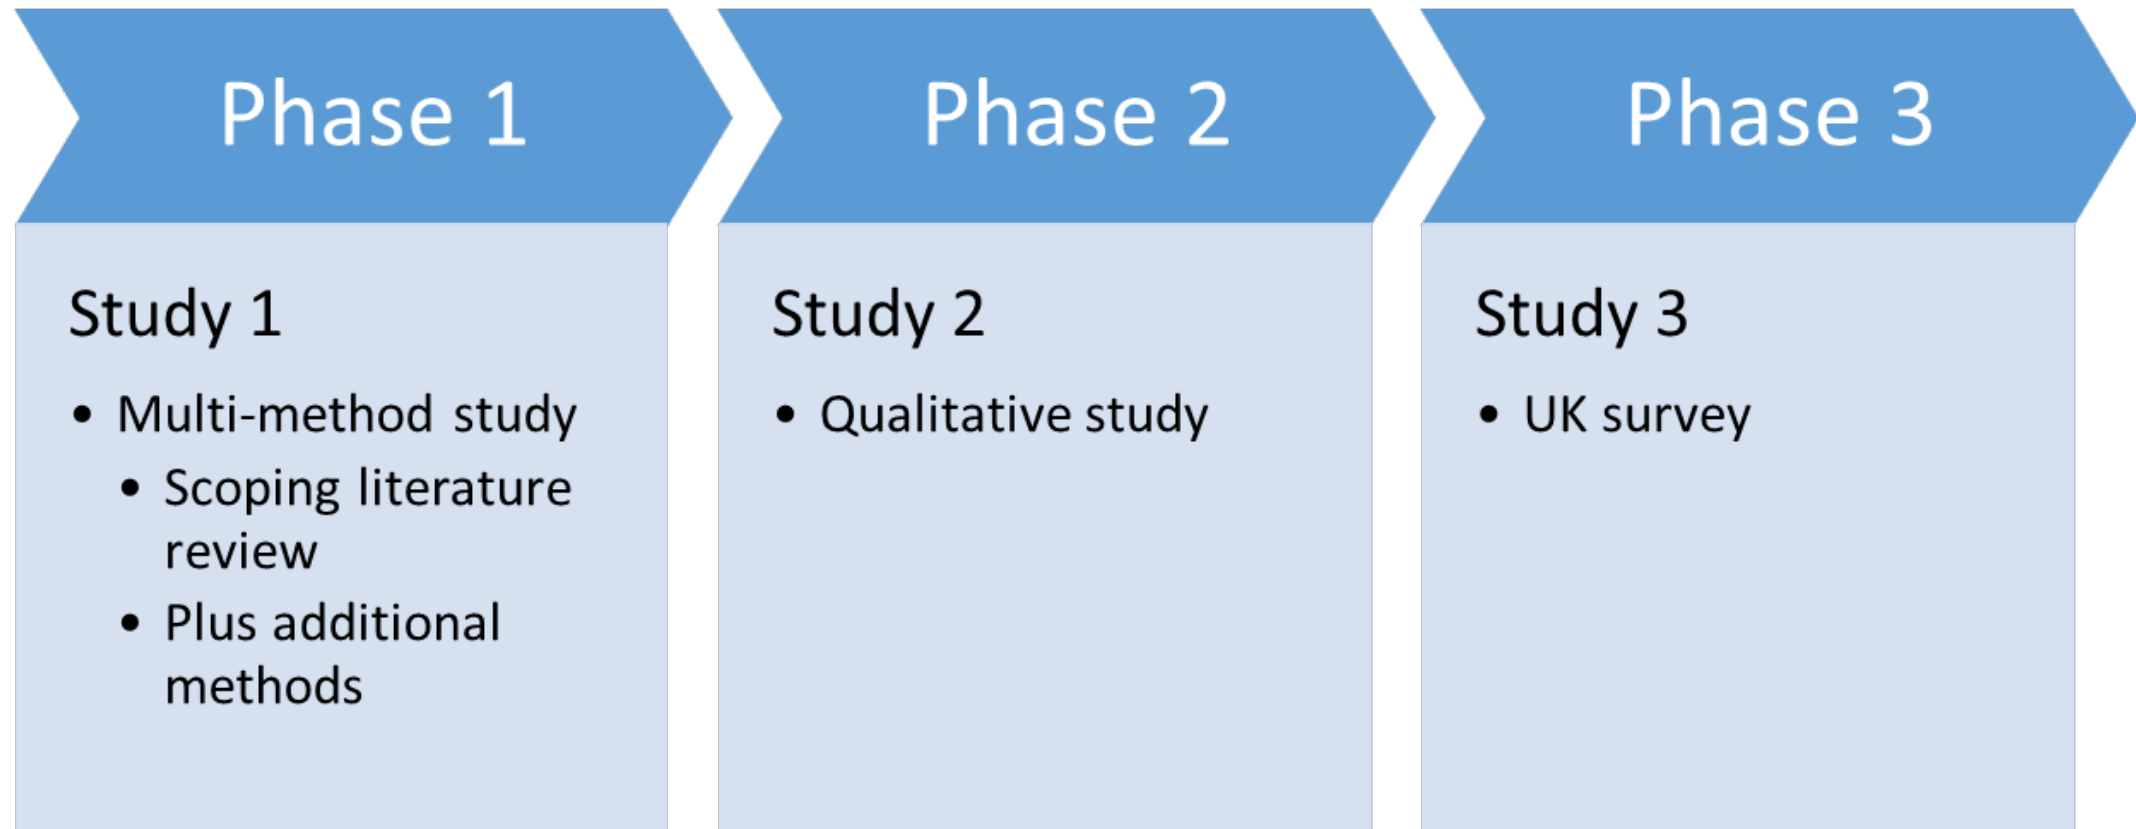 Phase 1
Study 1
• Multi-method study
• Scoping literature
review
• Plus additional
methods
Phase 2
Study 2
• Qualitative study
Phase 3
Study 3
• UK survey